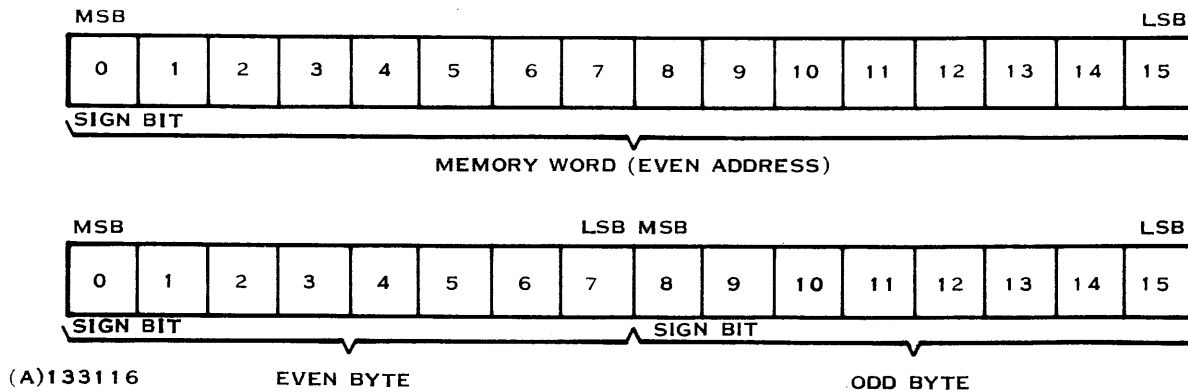 MSB LSB
0 1 2 3 4 5 6 7 8 9 10 11 12 13 14 15
SIGN BIT
MEMORY WORD (EVEN ADDRESS)
MSB LSB MSB LSB
0 1 2 3 4 5 6 7 8 9 10 11 12 13 14 15
SIGN BIT SIGN BIT
(A)133116 EVEN BYTE ODD BYTE